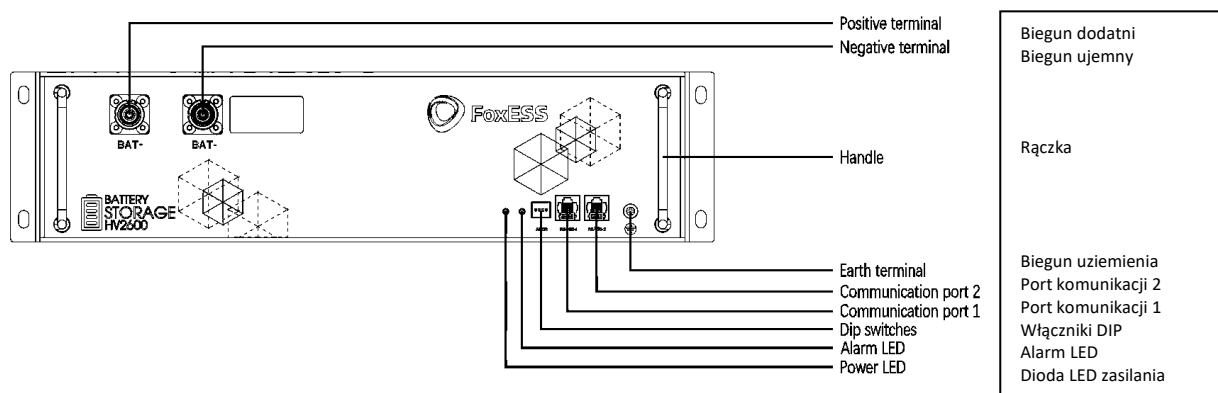 Positive terminal
Negative terminal
FoxESS
BAT-
BAT-
Handle
BATTERY
STORAGE
HV2600
ADDR
Earth terminal
Communication port 2
Communication port 1
Dip switches
Alarm LED
Power LED
Biegun dodatni
Biegun ujemny
Rączka
Biegun uziemienia
Port komunikacji 2
Port komunikacji 1
Włączniki DIP
Alarm LED
Dioda LED zasilania